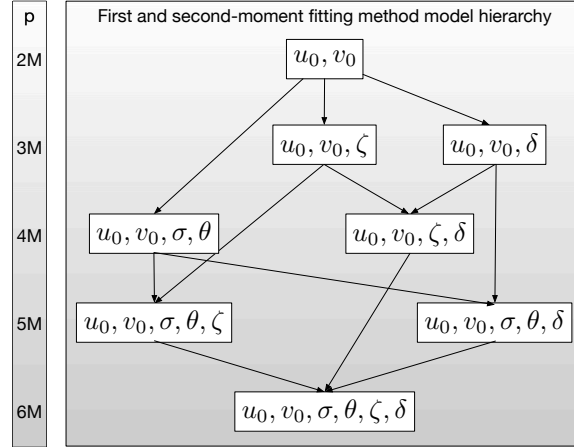 p First and second-moment fitting method model hierarchy
2M u₀, v₀
3M u₀, v₀, ζ u₀, v₀, δ
4M u₀, v₀, σ, θ u₀, v₀, ζ, δ
5M u₀, v₀, σ, θ, ζ u₀, v₀, σ, θ, δ
6M u₀, v₀, σ, θ, ζ, δ